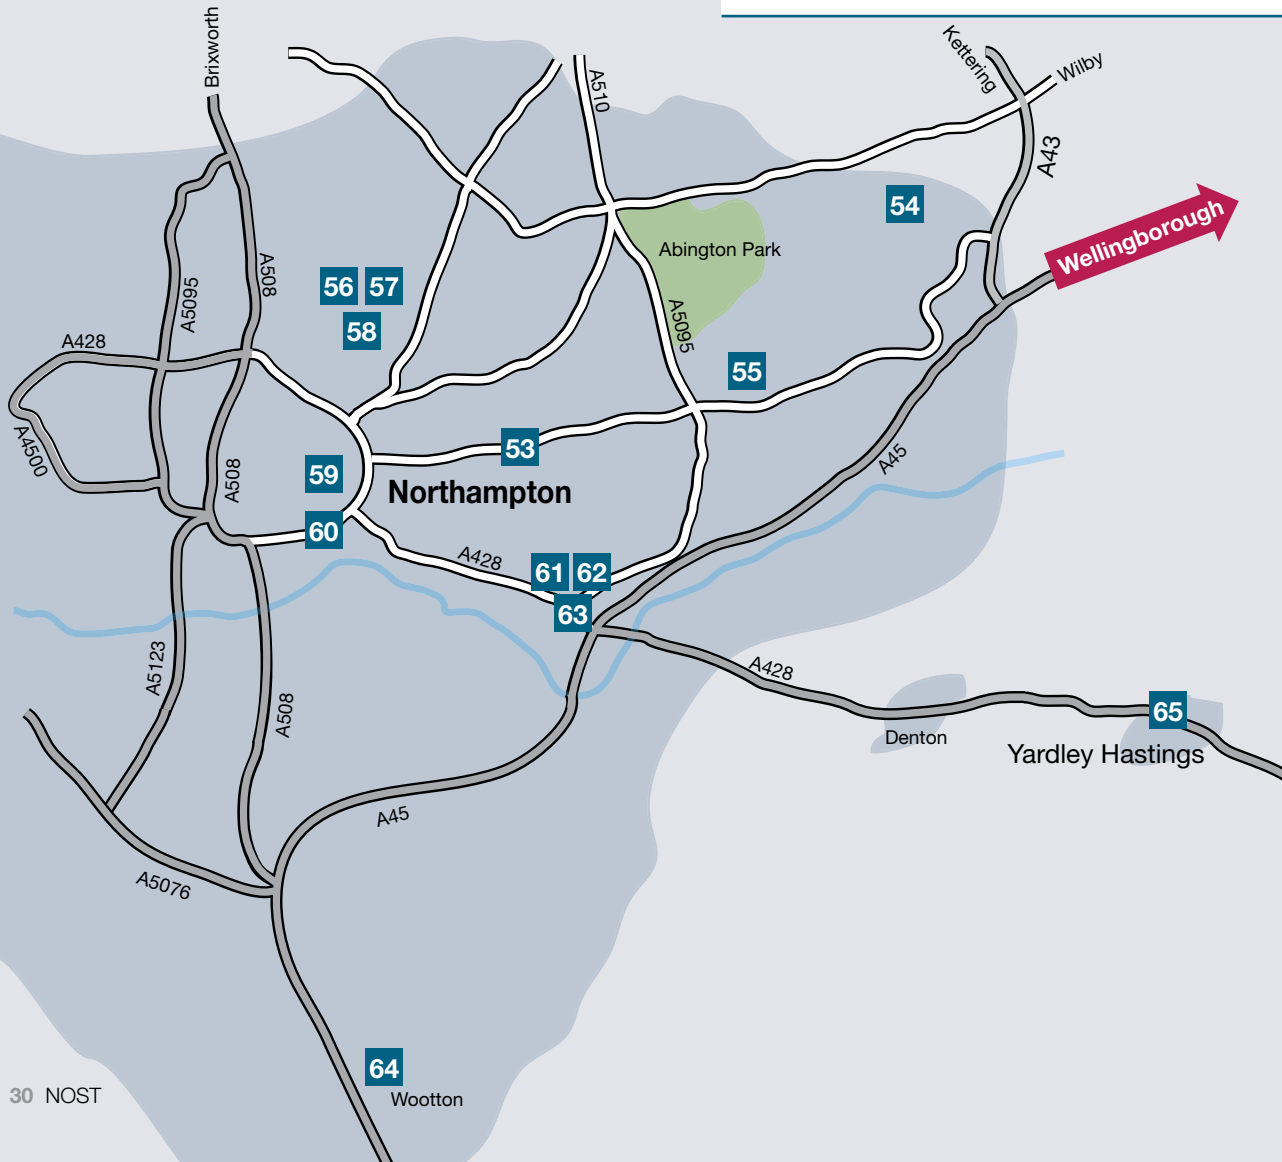 Brixworth
Kettering
Wilby
A510
A43
54
Wellingborough
Abington Park
A508
56
57
A5095
58
A5095
A428
55
A4500
53
A45
A508
59
Northampton
60
A428
61
62
63
A5123
A428
A508
65
Denton
Yardley Hastings
A45
A5076
64
30 NOST
Wootton